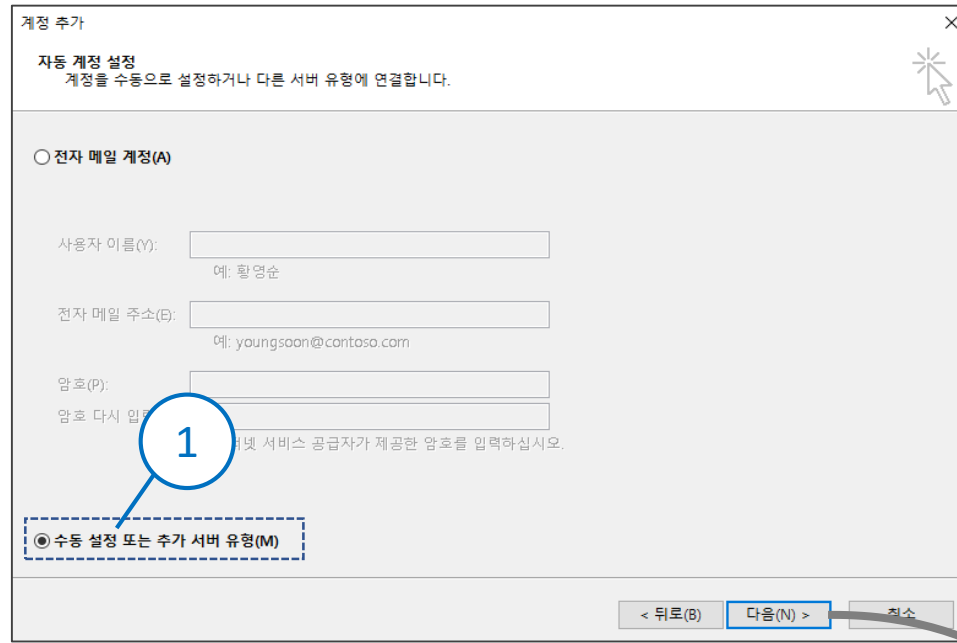 계정 추가
자동 계정 설정
계정을 수동으로 설정하거나 다른 서버 유형에 연결합니다.
전자 메일 계정(A)
사용자 이름(Y):
예: 황영순
전자 메일 주소(E):
예: youngsoon@contoso.com
암호(P):
암호 다시
1
서비스 공급자가 제공한 암호를 입력하십시오.
수동 설정 또는 추가 서버 유형(M)
< 뒤로(B) 다음(N) > 취소